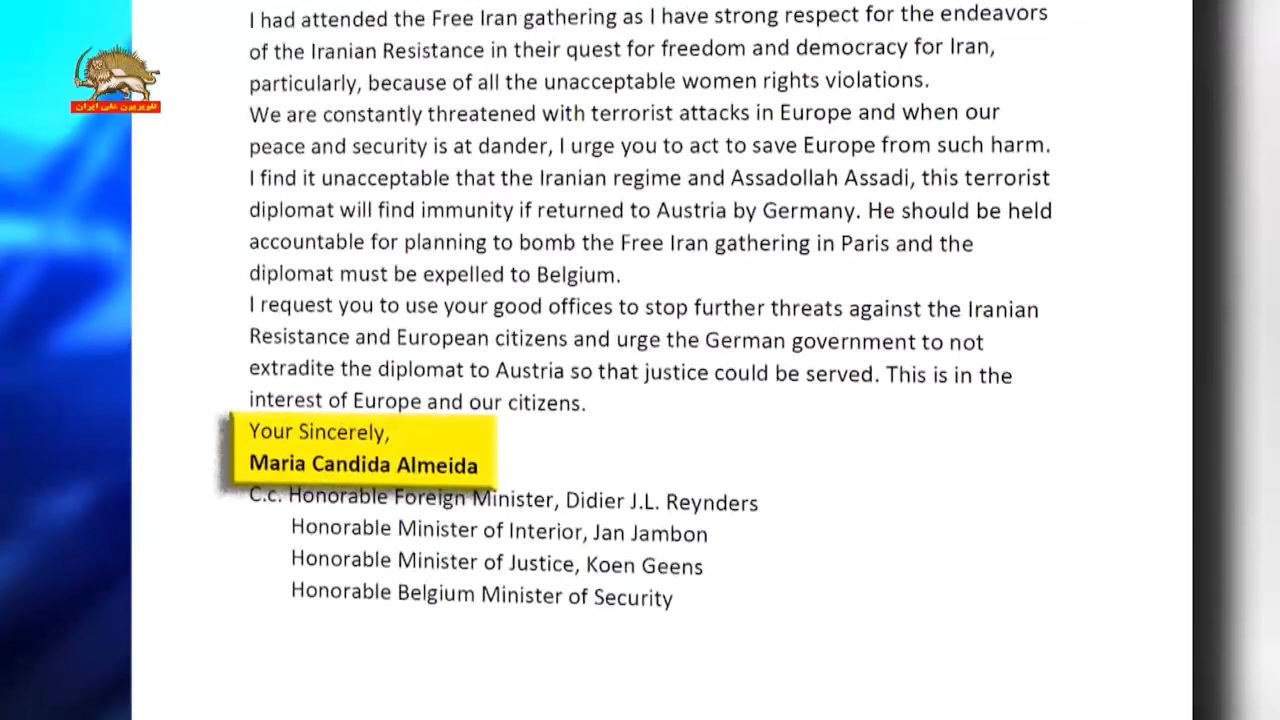 تلویزیون ملی ایران
I had attended the Free Iran gathering as I have strong respect for the endeavors
of the Iranian Resistance in their quest for freedom and democracy for Iran,
particularly, because of all the unacceptable women rights violations.
We are constantly threatened with terrorist attacks in Europe and when our
peace and security is at dander, I urge you to act to save Europe from such harm.
I find it unacceptable that the Iranian regime and Assadollah Assadi, this terrorist
diplomat will find immunity if returned to Austria by Germany. He should be held
accountable for planning to bomb the Free Iran gathering in Paris and the
diplomat must be expelled to Belgium.
I request you to use your good offices to stop further threats against the Iranian
Resistance and European citizens and urge the German government to not
extradite the diplomat to Austria so that justice could be served. This is in the
interest of Europe and our citizens.
Your Sincerely,
Maria Candida Almeida
C.c. Honorable Foreign Minister, Didier J.L. Reynders
Honorable Minister of Interior, Jan Jambon
Honorable Minister of Justice, Koen Geens
Honorable Belgium Minister of Security